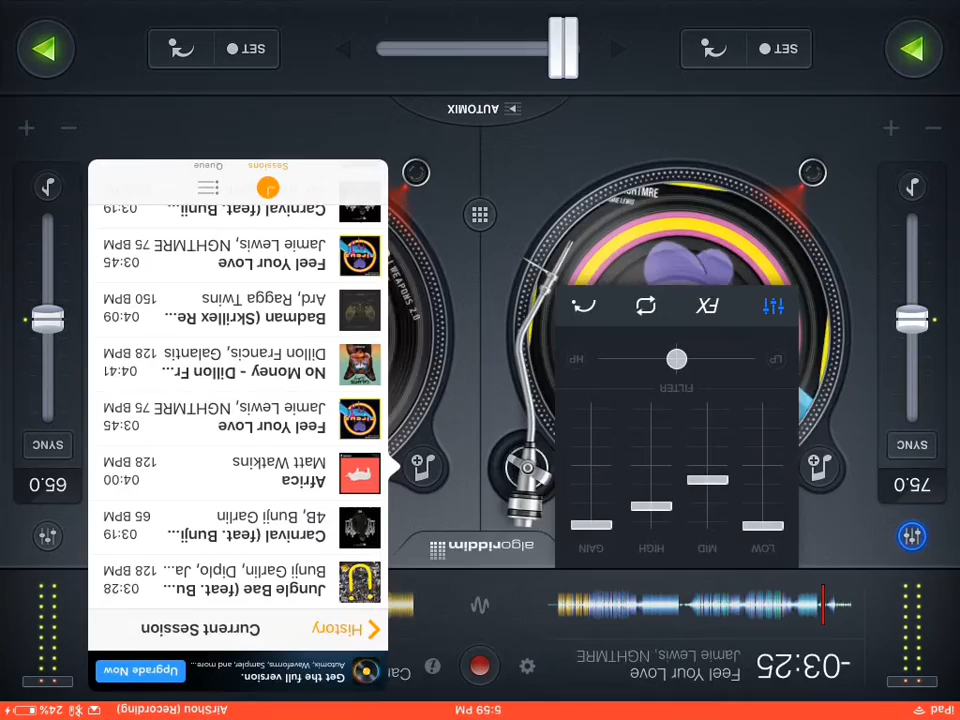 iPad
5:59 PM
AirShou (Recording)
24%
-03:25
Feel Your Love
Jamie Lewis, NGHTMRE
Ca
Get the full version.
Automix, Waveforms, Sampler, and more...
Upgrade Now
History
Current Session
Jungle Bae (feat. Bu...
03:28
Bunji Garlin, Diplo, Ja...
128 BPM
Carnival (feat. Bunji...
03:19
4B, Bunji Garlin
65 BPM
Africa
04:00
Matt Watkins
128 BPM
Feel Your Love
03:45
Jamie Lewis, NGHTMRE
75 BPM
No Money - Dillon Fr...
04:41
Dillon Francis, Galantis
128 BPM
Badman (Skrillex Re...
04:09
Ard, Ragga Twins
150 BPM
Feel Your Love
03:45
Jamie Lewis, NGHTMRE
75 BPM
Carnival (feat. Bunji...
03:19
Sessions
Queue
algoriddim
LOW
MID
HIGH
GAIN
FILTER
LP
HP
FX
75.0
SYNC
65.0
SYNC
WEAPONS 2.0
AUTOMIX
SET
SET